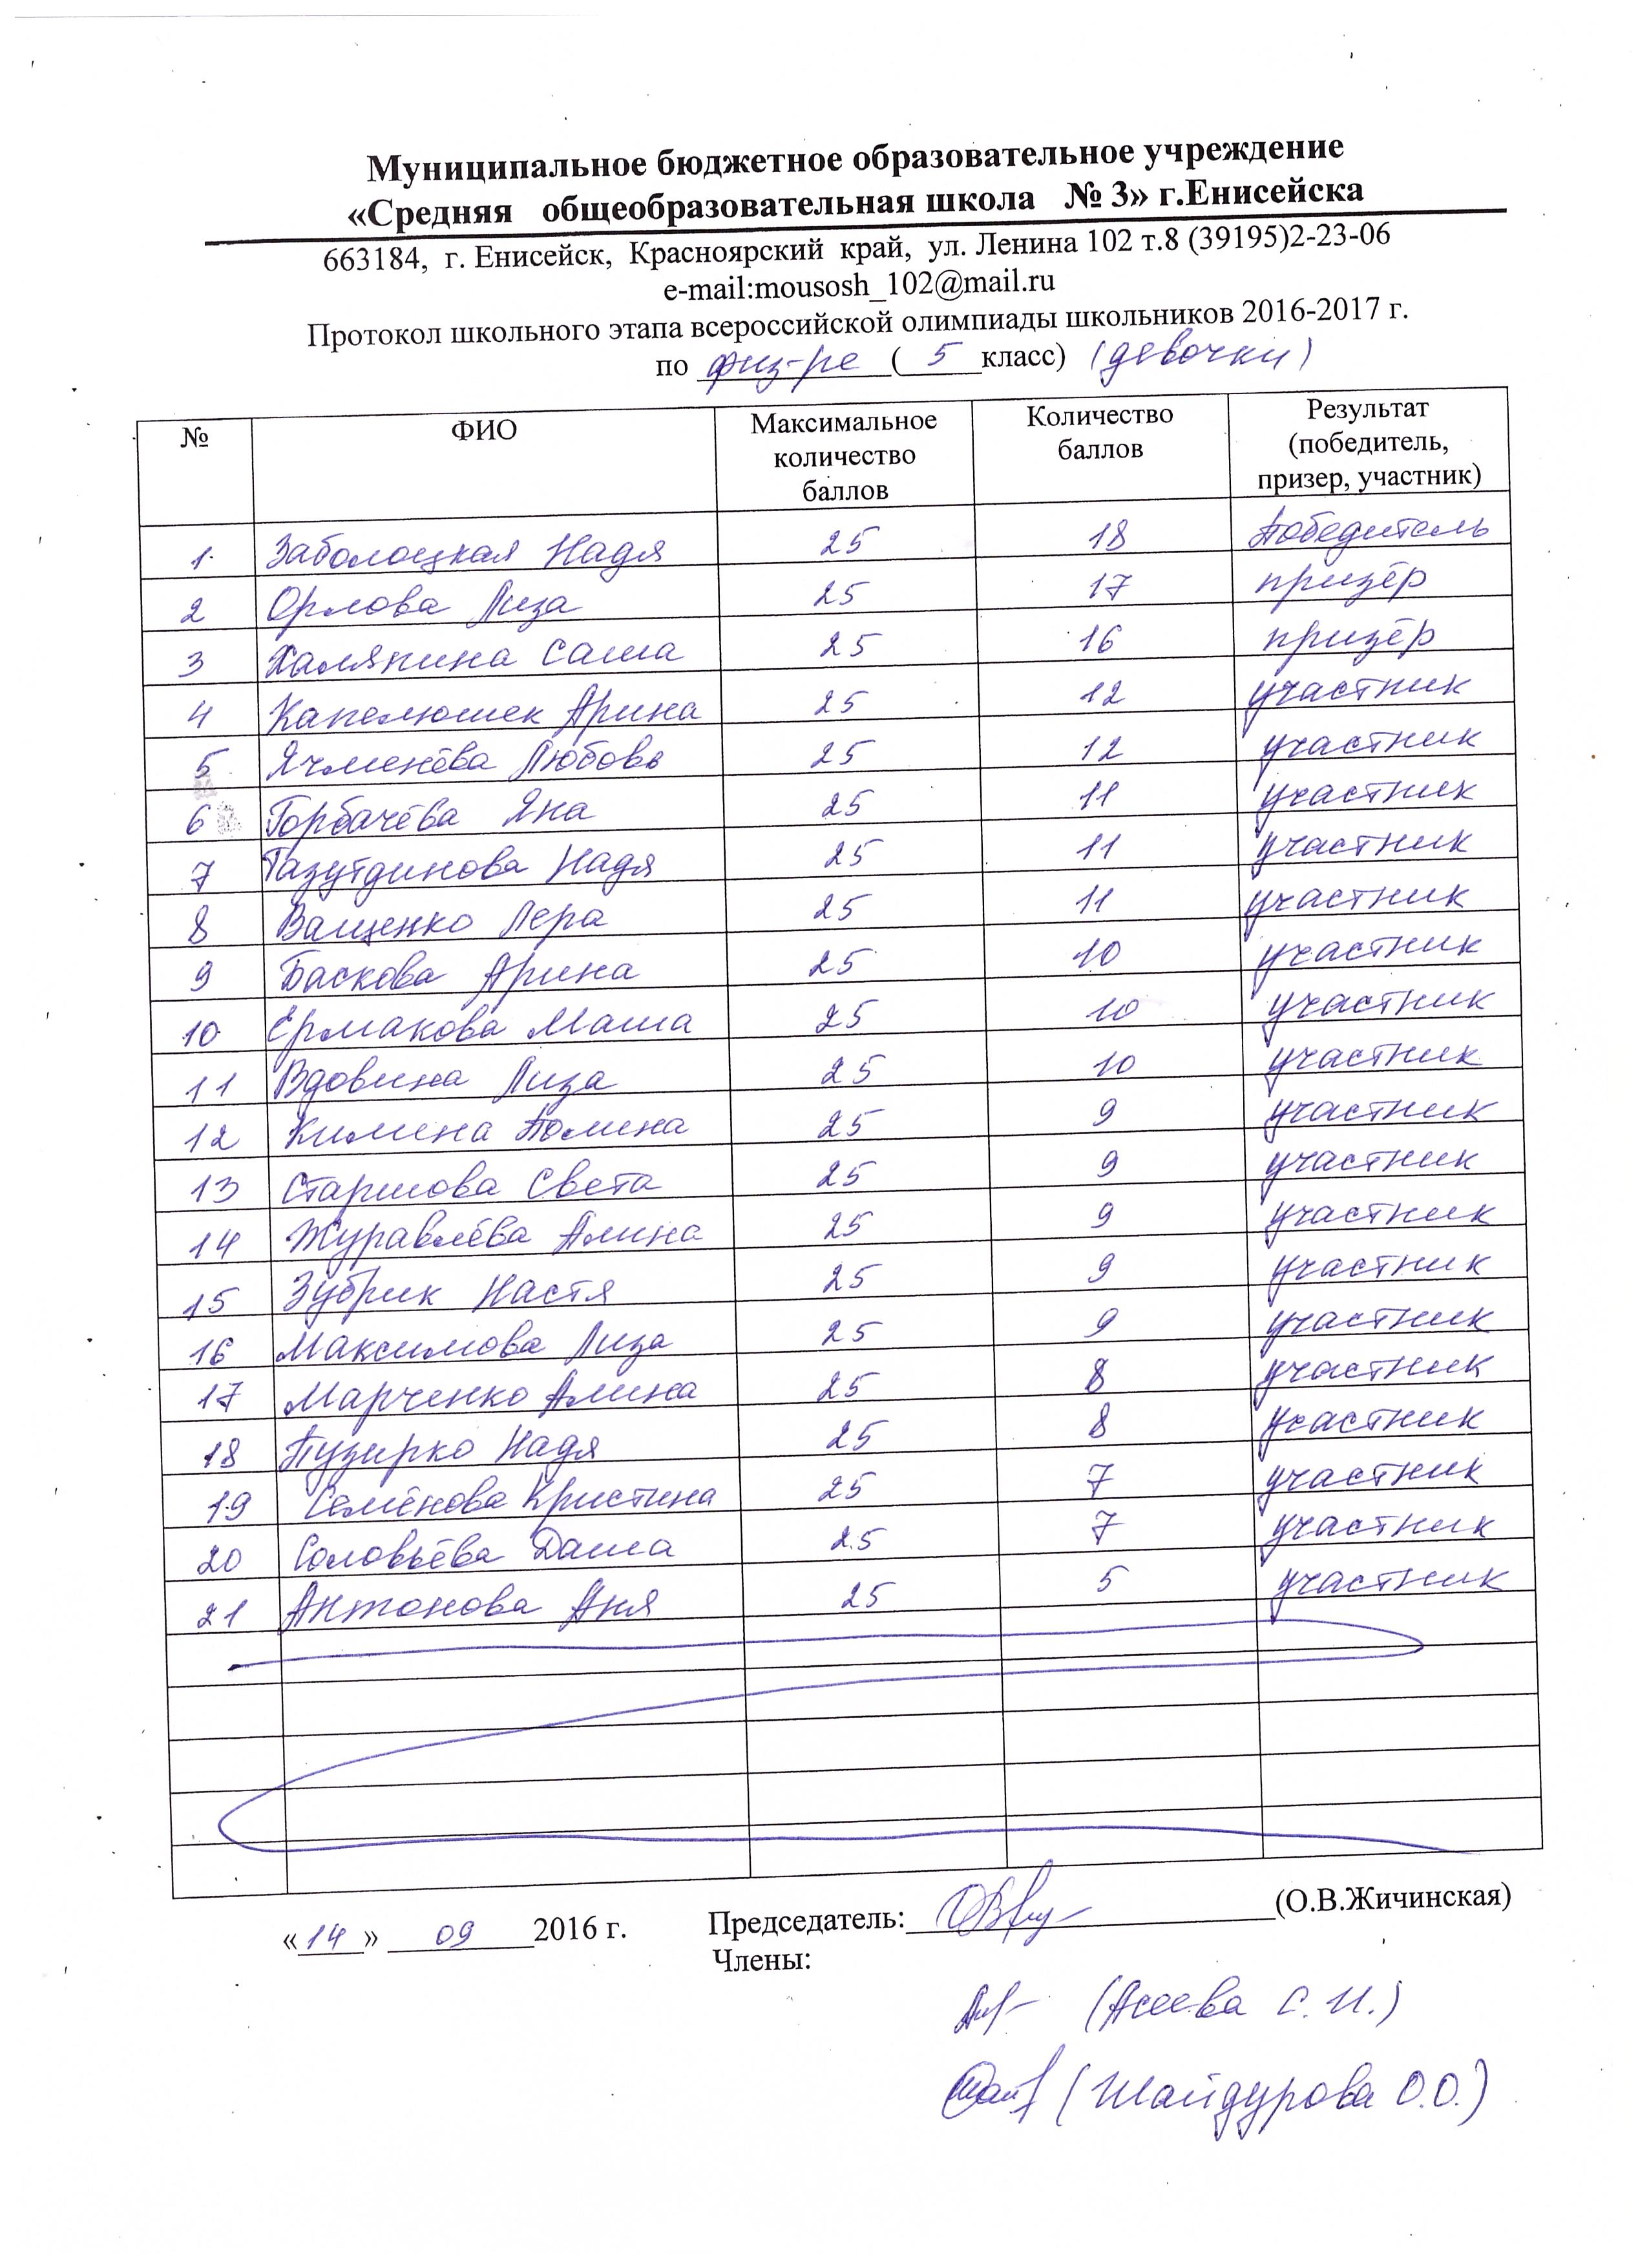 Муниципальное бюджетное образовательное учреждение
«Средняя общеобразовательная школа № 3» г.Енисейска
663184, г. Енисейск, Красноярский край, ул. Ленина 102 т.8 (39195)2-23-06
e-mail:mousosh_102@mail.ru
Протокол школьного этапа всероссийской олимпиады школьников 2016-2017 г.
по физ-ре (5 класс) (девочки)
№ ФИО Максимальное количество баллов Количество баллов Результат (победитель, призер, участник)
1. Заболоцкая Надя 25 18 Победитель
2 Орлова Лиза 25 17 призёр
3 Халяпина Саша 25 16 призёр
4 Капелюшек Арина 25 12 участник
5 Ячменёва Любовь 25 12 участник
6 Горбачёва Яна 25 11 участник
7 Газутдинова Надя 25 11 участник
8 Ващенко Лера 25 11 участник
9 Баскова Арина 25 10 участник
10 Ермакова Маша 25 10 участник
11 Вдовина Лиза 25 10 участник
12 Килина Полина 25 9 участник
13 Старшова Света 25 9 участник
14 Журавлёва Алина 25 9 участник
15 Зубрик Настя 25 9 участник
16 Максимова Лиза 25 9 участник
17 Марченко Алина 25 8 участник
18 Пузирко Надя 25 8 участник
19 Семёнова Кристина 25 7 участник
20 Соловьёва Даша 25 7 участник
21 Антонова Аня 25 5 участник
«14» 09 2016 г. Председатель: (О.В.Жичинская)
Члены:
(Асеева С.И.)
(Шайдурова О.О.)